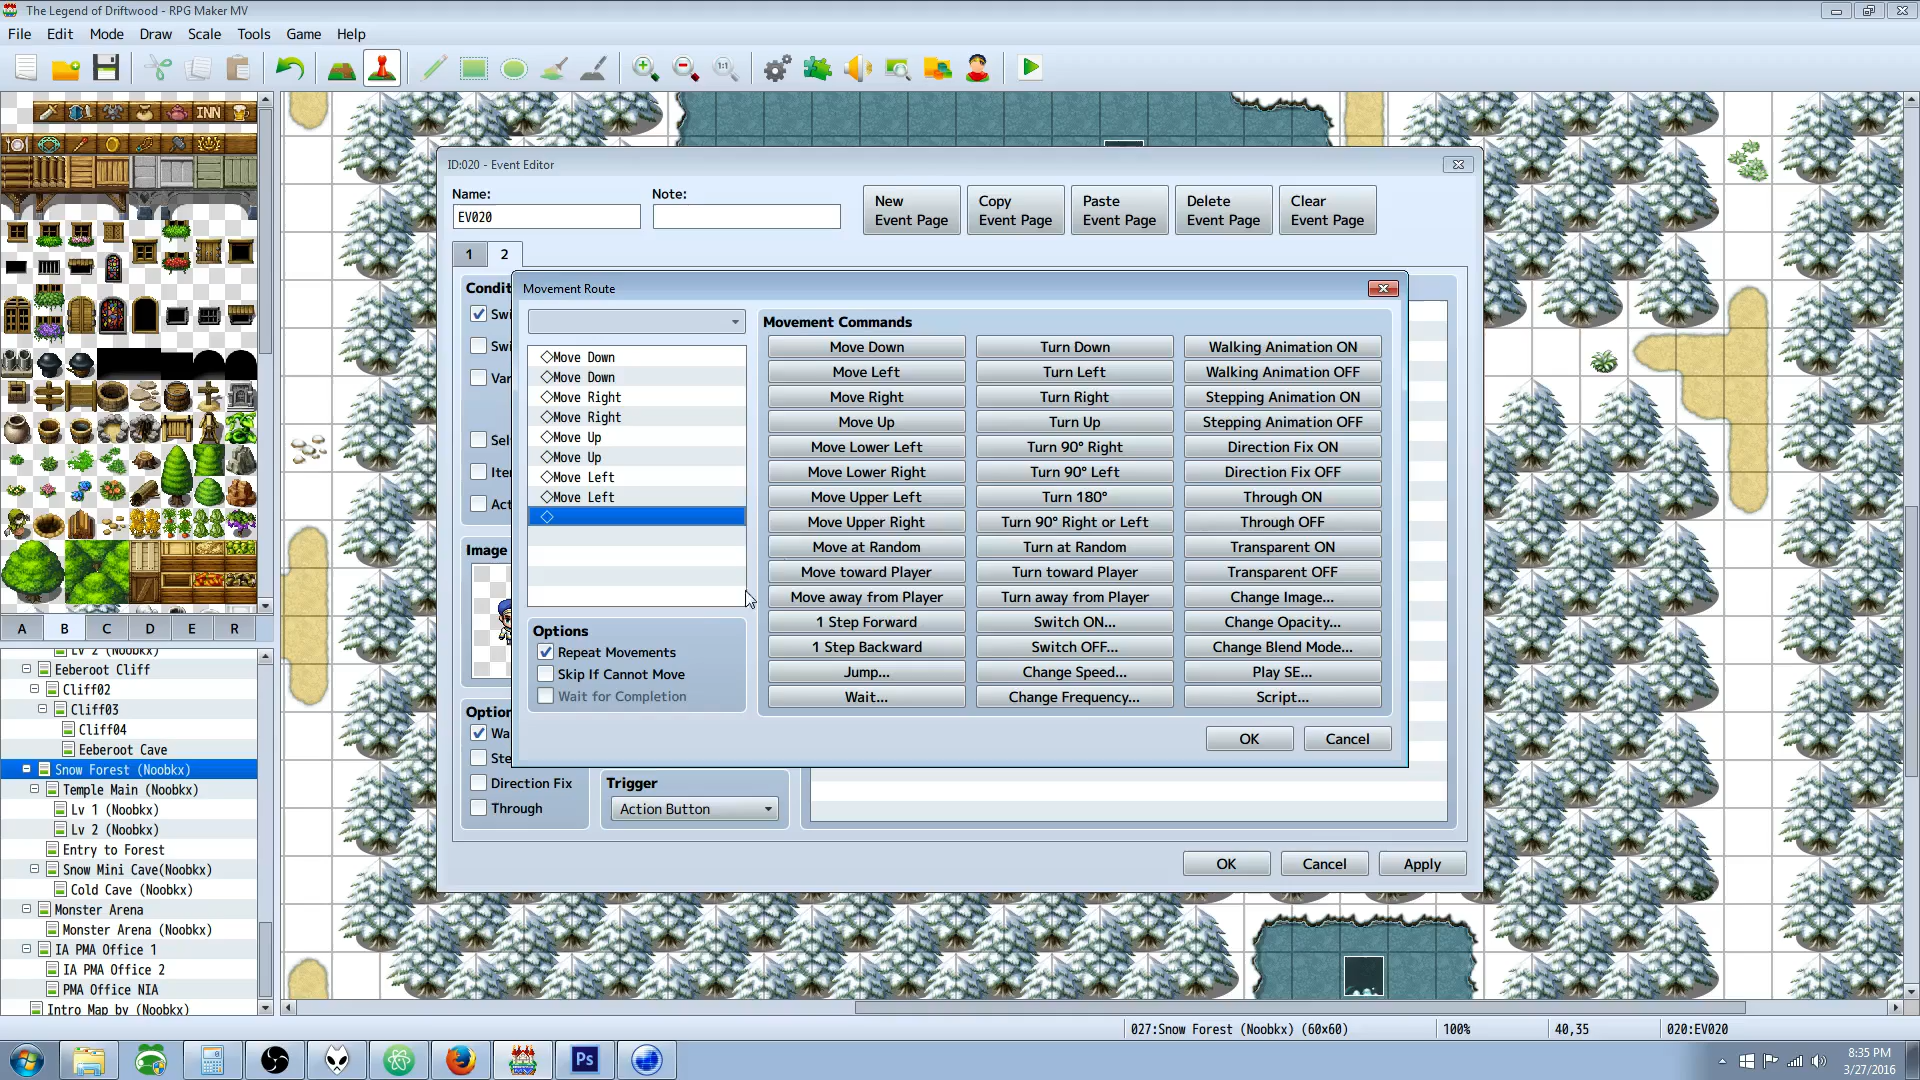 The Legend of Driftwood - RPG Maker MV
File Edit Mode Draw Scale Tools Game Help
1:1
INN
ID:020 - Event Editor
Name:
Note:
EV020
New Event Page
Copy Event Page
Paste Event Page
Delete Event Page
Clear Event Page
1 2
Condit
Swi
Swi
Var
Sel
Iter
Act
Image
Option
Wa
Ste
Direction Fix
Through
Trigger
Action Button
OK Cancel Apply
Movement Route
◇Move Down
◇Move Down
◇Move Right
◇Move Right
◇Move Up
◇Move Up
◇Move Left
◇Move Left
◇
Options
Repeat Movements
Skip If Cannot Move
Wait for Completion
Movement Commands
Move Down Turn Down Walking Animation ON
Move Left Turn Left Walking Animation OFF
Move Right Turn Right Stepping Animation ON
Move Up Turn Up Stepping Animation OFF
Move Lower Left Turn 90° Right Direction Fix ON
Move Lower Right Turn 90° Left Direction Fix OFF
Move Upper Left Turn 180° Through ON
Move Upper Right Turn 90° Right or Left Through OFF
Move at Random Turn at Random Transparent ON
Move toward Player Turn toward Player Transparent OFF
Move away from Player Turn away from Player Change Image...
1 Step Forward Switch ON... Change Opacity...
1 Step Backward Switch OFF... Change Blend Mode...
Jump... Change Speed... Play SE...
Wait... Change Frequency... Script...
OK Cancel
A B C D E R
Lv 2 (Noobkx)
Eeberoot Cliff
Cliff02
Cliff03
Cliff04
Eeberoot Cave
Snow Forest (Noobkx)
Temple Main (Noobkx)
Lv 1 (Noobkx)
Lv 2 (Noobkx)
Entry to Forest
Snow Mini Cave(Noobkx)
Cold Cave (Noobkx)
Monster Arena
Monster Arena (Noobkx)
IA PMA Office 1
IA PMA Office 2
PMA Office NIA
Intro Map by (Noobkx)
027:Snow Forest (Noobkx) (60x60) 100% 40,35 020:EV020
Ps
8:35 PM
3/27/2016